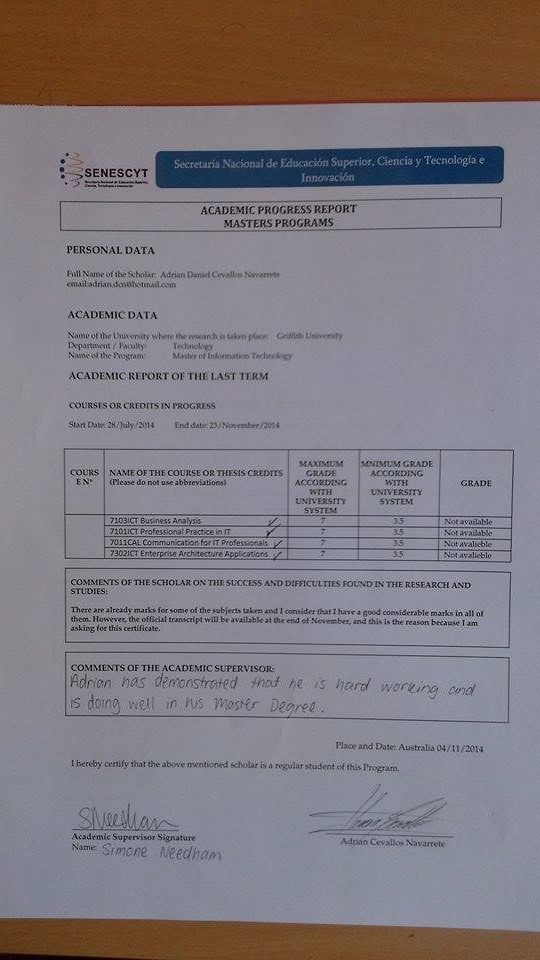 SENESCYT
Secretaría Nacional de Educación Superior,
Ciencia, Tecnología e Innovación
Secretaria Nacional de Educación Superior, Ciencia y Tecnología e
Innovación
ACADEMIC PROGRESS REPORT
MASTERS PROGRAMS
PERSONAL DATA
Full Name of the Scholar: Adrian Daniel Cevallos Navarrete
email:adrian.dcn@hotmail.com
ACADEMIC DATA
Name of the University where the research is taken place: Griffith University
Department / Faculty: Technology
Name of the Program: Master of Information Technology
ACADEMIC REPORT OF THE LAST TERM
COURSES OR CREDITS IN PROGRESS
Start Date: 28/July/2014 End date: 23/November/2014
COURS
E Nº
NAME OF THE COURSE OR THESIS CREDITS
(Please do not use abbreviations)
MAXIMUM
GRADE
ACCORDING
WITH
UNIVERSITY
SYSTEM
MNIMUM GRADE
ACCORDING
WITH
UNIVERSITY
SYSTEM
GRADE
7103ICT Business Analysis 7 3.5 Not available
7101ICT Professional Practice in IT 7 3.5 Not available
7011CAL Communication for IT Professionals 7 3.5 Not avalieble
7302ICT Enterprise Architecture Applications 7 3.5 Not avalieble
COMMENTS OF THE SCHOLAR ON THE SUCCESS AND DIFFICULTIES FOUND IN THE RESEARCH AND
STUDIES:
There are already marks for some of the subjects taken and I consider that I have a good considerable marks in all of
them. However, the official transcript will be available at the end of November, and this is the reason because I am
asking for this certificate.
COMMENTS OF THE ACADEMIC SUPERVISOR:
Adrian has demonstrated that he is hard working and
is doing well in his Master Degree.
Place and Date: Australia 04/11/2014
I hereby certify that the above mentioned scholar is a regular student of this Program.
SNeedham
Academic Supervisor Signature
Name: Simone Needham
Adrián Cevallos Navarrete